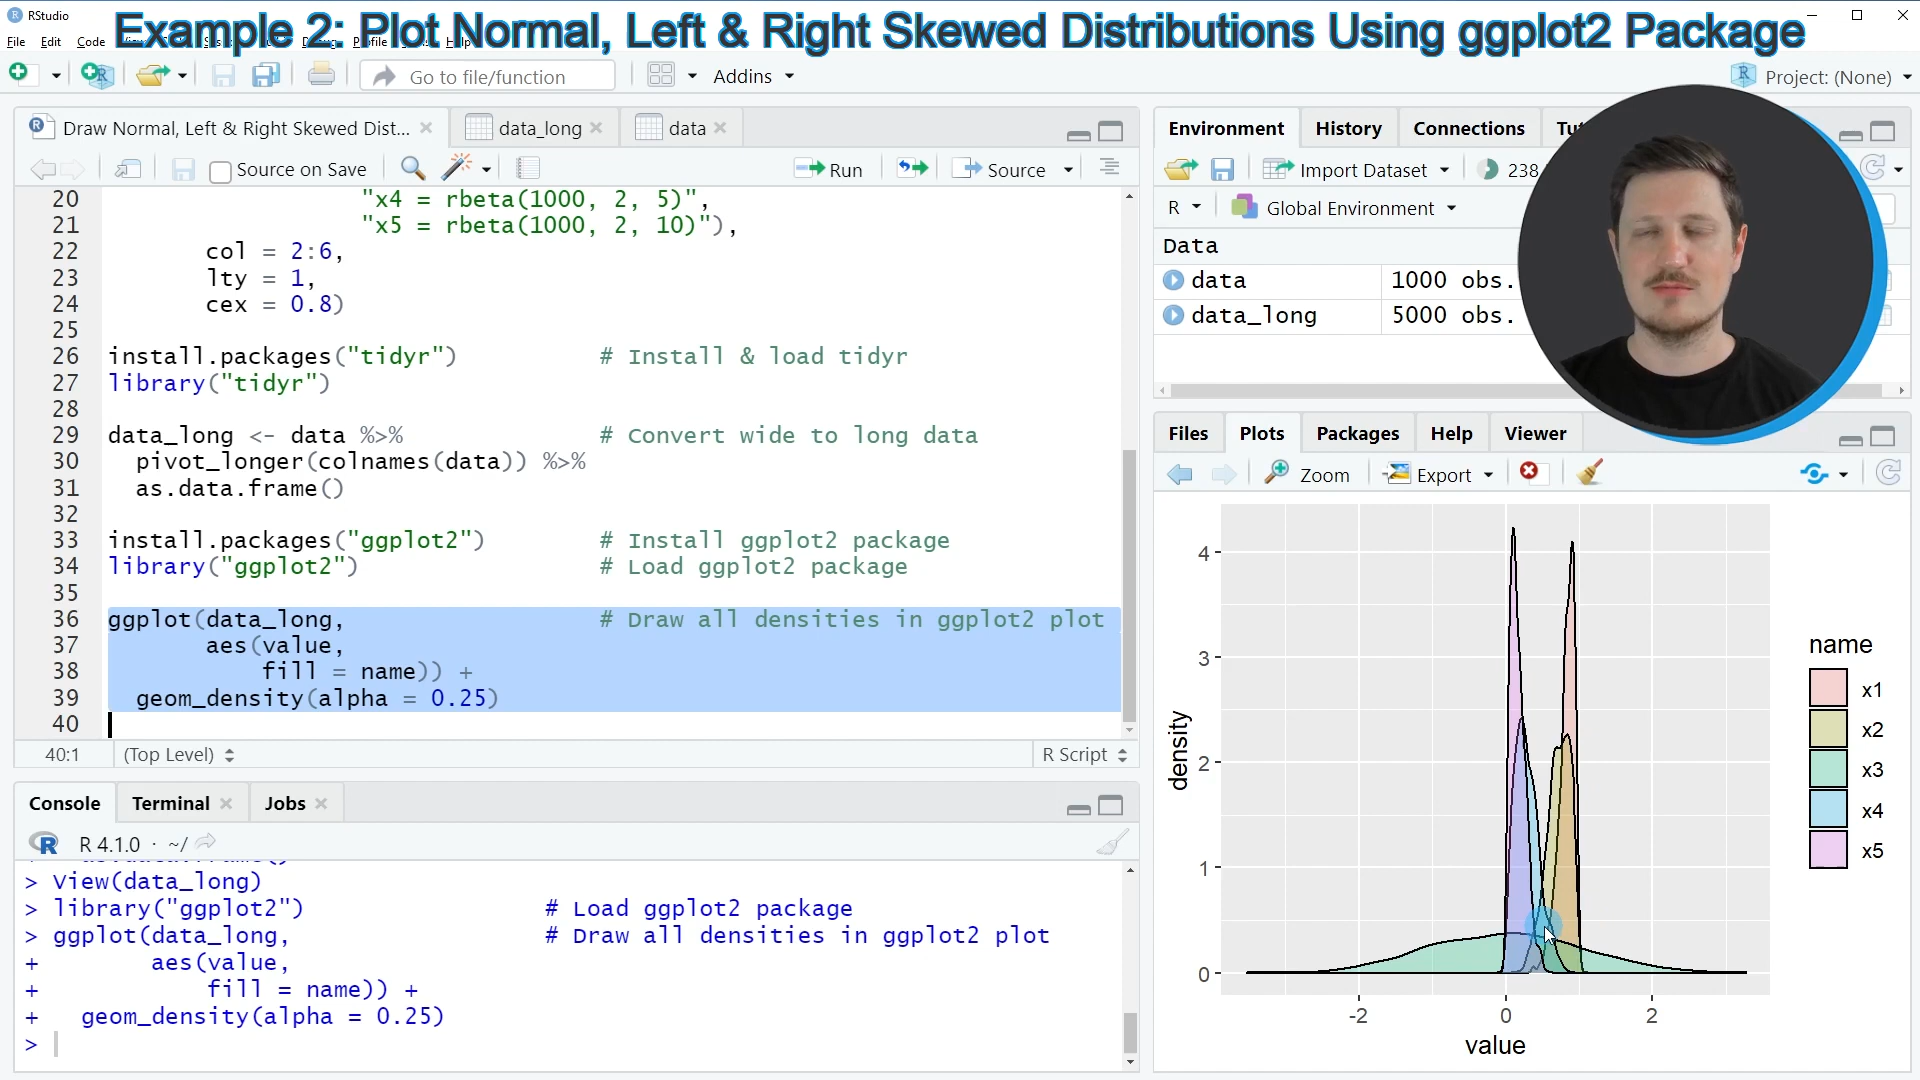 RStudio
Example 2: Plot Normal, Left & Right Skewed Distributions Using ggplot2 Package
File Edit Code Profile Help
Go to file/function
Addins
Project: (None)
Draw Normal, Left & Right Skewed Dist...
data_long
data
Source on Save
Run
Source
20 "x4 = rbeta(1000, 2, 5)",
21 "x5 = rbeta(1000, 2, 10)"),
22 col = 2:6,
23 lty = 1,
24 cex = 0.8)
25
26 install.packages("tidyr") # Install & load tidyr
27 library("tidyr")
28
29 data_long <- data %>% # Convert wide to long data
30 pivot_longer(colnames(data)) %>%
31 as.data.frame()
32
33 install.packages("ggplot2") # Install ggplot2 package
34 library("ggplot2") # Load ggplot2 package
35
36 ggplot(data_long, # Draw all densities in ggplot2 plot
37 aes(value,
38 fill = name)) +
39 geom_density(alpha = 0.25)
40
40:1 (Top Level) R Script
Console Terminal Jobs
R 4.1.0 · ~/
+ as.data.frame()
> View(data_long)
> library("ggplot2") # Load ggplot2 package
> ggplot(data_long, # Draw all densities in ggplot2 plot
+ aes(value,
+ fill = name)) +
+ geom_density(alpha = 0.25)
>
Environment History Connections
Import Dataset 238
R Global Environment
Data
data 1000 obs.
data_long 5000 obs.
Files Plots Packages Help Viewer
Zoom Export
4
3
2
1
0
density
-2 0 2
value
name
x1
x2
x3
x4
x5